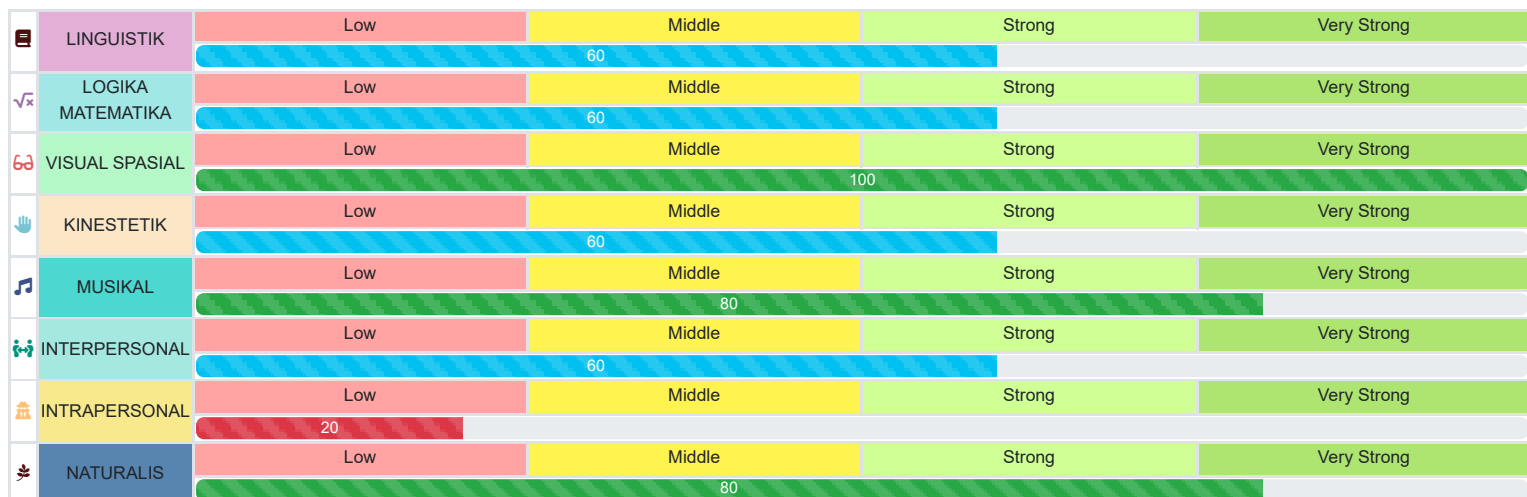 LINGUISTIK Low Middle Strong Very Strong
60
LOGIKA MATEMATIKA Low Middle Strong Very Strong
60
VISUAL SPASIAL Low Middle Strong Very Strong
100
KINESTETIK Low Middle Strong Very Strong
60
MUSIKAL Low Middle Strong Very Strong
80
INTERPERSONAL Low Middle Strong Very Strong
60
INTRAPERSONAL Low Middle Strong Very Strong
20
NATURALIS Low Middle Strong Very Strong
80